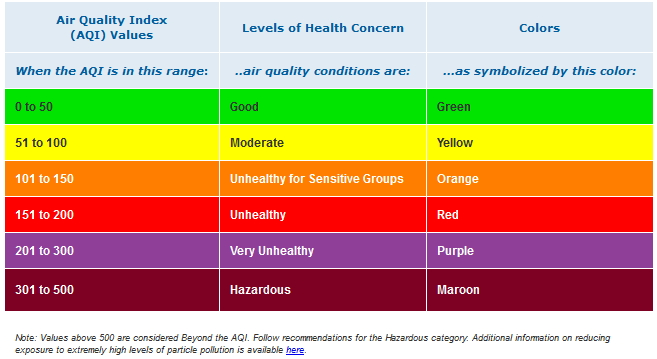 Air Quality Index
(AQI) Values
Levels of Health Concern
Colors
When the AQI is in this range:
..air quality conditions are:
...as symbolized by this color:
0 to 50
Good
Green
51 to 100
Moderate
Yellow
101 to 150
Unhealthy for Sensitive Groups
Orange
151 to 200
Unhealthy
Red
201 to 300
Very Unhealthy
Purple
301 to 500
Hazardous
Maroon
Note: Values above 500 are considered Beyond the AQI. Follow recommendations for the Hazardous category. Additional information on reducing
exposure to extremely high levels of particle pollution is available here.